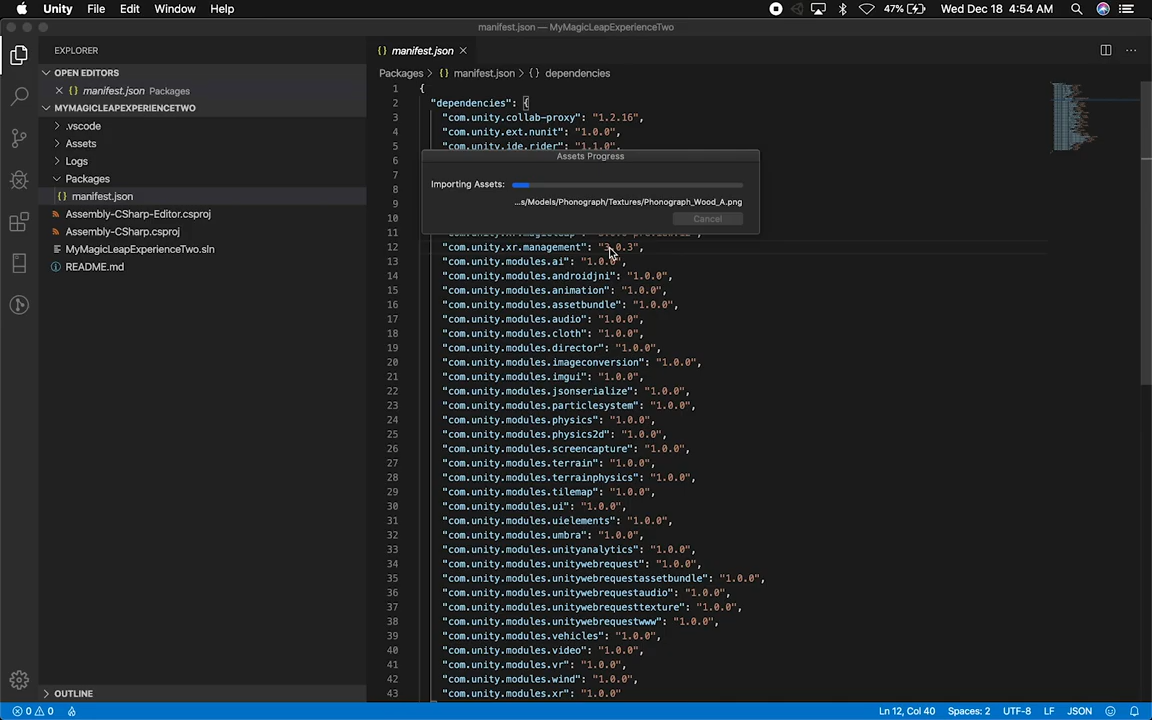 Unity File Edit Window Help 47% Wed Dec 18 4:54 AM
manifest.json — MyMagicLeapExperienceTwo
EXPLORER
OPEN EDITORS
{} manifest.json Packages
MYMAGICLEAPEXPERIENCETWO
.vscode
Assets
Logs
Packages
{} manifest.json
Assembly-CSharp-Editor.csproj
Assembly-CSharp.csproj
MyMagicLeapExperienceTwo.sln
README.md
OUTLINE
{} manifest.json
Packages > {} manifest.json > {} dependencies
1 {
2 "dependencies": {
3 "com.unity.collab-proxy": "1.2.16",
4 "com.unity.ext.nunit": "1.0.0",
5 "com.unity.ide.rider": "1.1.0",
6
7
8
9
10
11
Assets Progress
Importing Assets:
...s/Models/Phonograph/Textures/Phonograph_Wood_A.png
Cancel
12 "com.unity.xr.management": "3.0.3",
13 "com.unity.modules.ai": "1.0.0",
14 "com.unity.modules.androidjni": "1.0.0",
15 "com.unity.modules.animation": "1.0.0",
16 "com.unity.modules.assetbundle": "1.0.0",
17 "com.unity.modules.audio": "1.0.0",
18 "com.unity.modules.cloth": "1.0.0",
19 "com.unity.modules.director": "1.0.0",
20 "com.unity.modules.imageconversion": "1.0.0",
21 "com.unity.modules.imgui": "1.0.0",
22 "com.unity.modules.jsonserialize": "1.0.0",
23 "com.unity.modules.particlesystem": "1.0.0",
24 "com.unity.modules.physics": "1.0.0",
25 "com.unity.modules.physics2d": "1.0.0",
26 "com.unity.modules.screencapture": "1.0.0",
27 "com.unity.modules.terrain": "1.0.0",
28 "com.unity.modules.terrainphysics": "1.0.0",
29 "com.unity.modules.tilemap": "1.0.0",
30 "com.unity.modules.ui": "1.0.0",
31 "com.unity.modules.uielements": "1.0.0",
32 "com.unity.modules.umbra": "1.0.0",
33 "com.unity.modules.unityanalytics": "1.0.0",
34 "com.unity.modules.unitywebrequest": "1.0.0",
35 "com.unity.modules.unitywebrequestassetbundle": "1.0.0",
36 "com.unity.modules.unitywebrequestaudio": "1.0.0",
37 "com.unity.modules.unitywebrequesttexture": "1.0.0",
38 "com.unity.modules.unitywebrequestwww": "1.0.0",
39 "com.unity.modules.vehicles": "1.0.0",
40 "com.unity.modules.video": "1.0.0",
41 "com.unity.modules.vr": "1.0.0",
42 "com.unity.modules.wind": "1.0.0",
43 "com.unity.modules.xr": "1.0.0"
0 0 Ln 12, Col 40 Spaces: 2 UTF-8 LF JSON